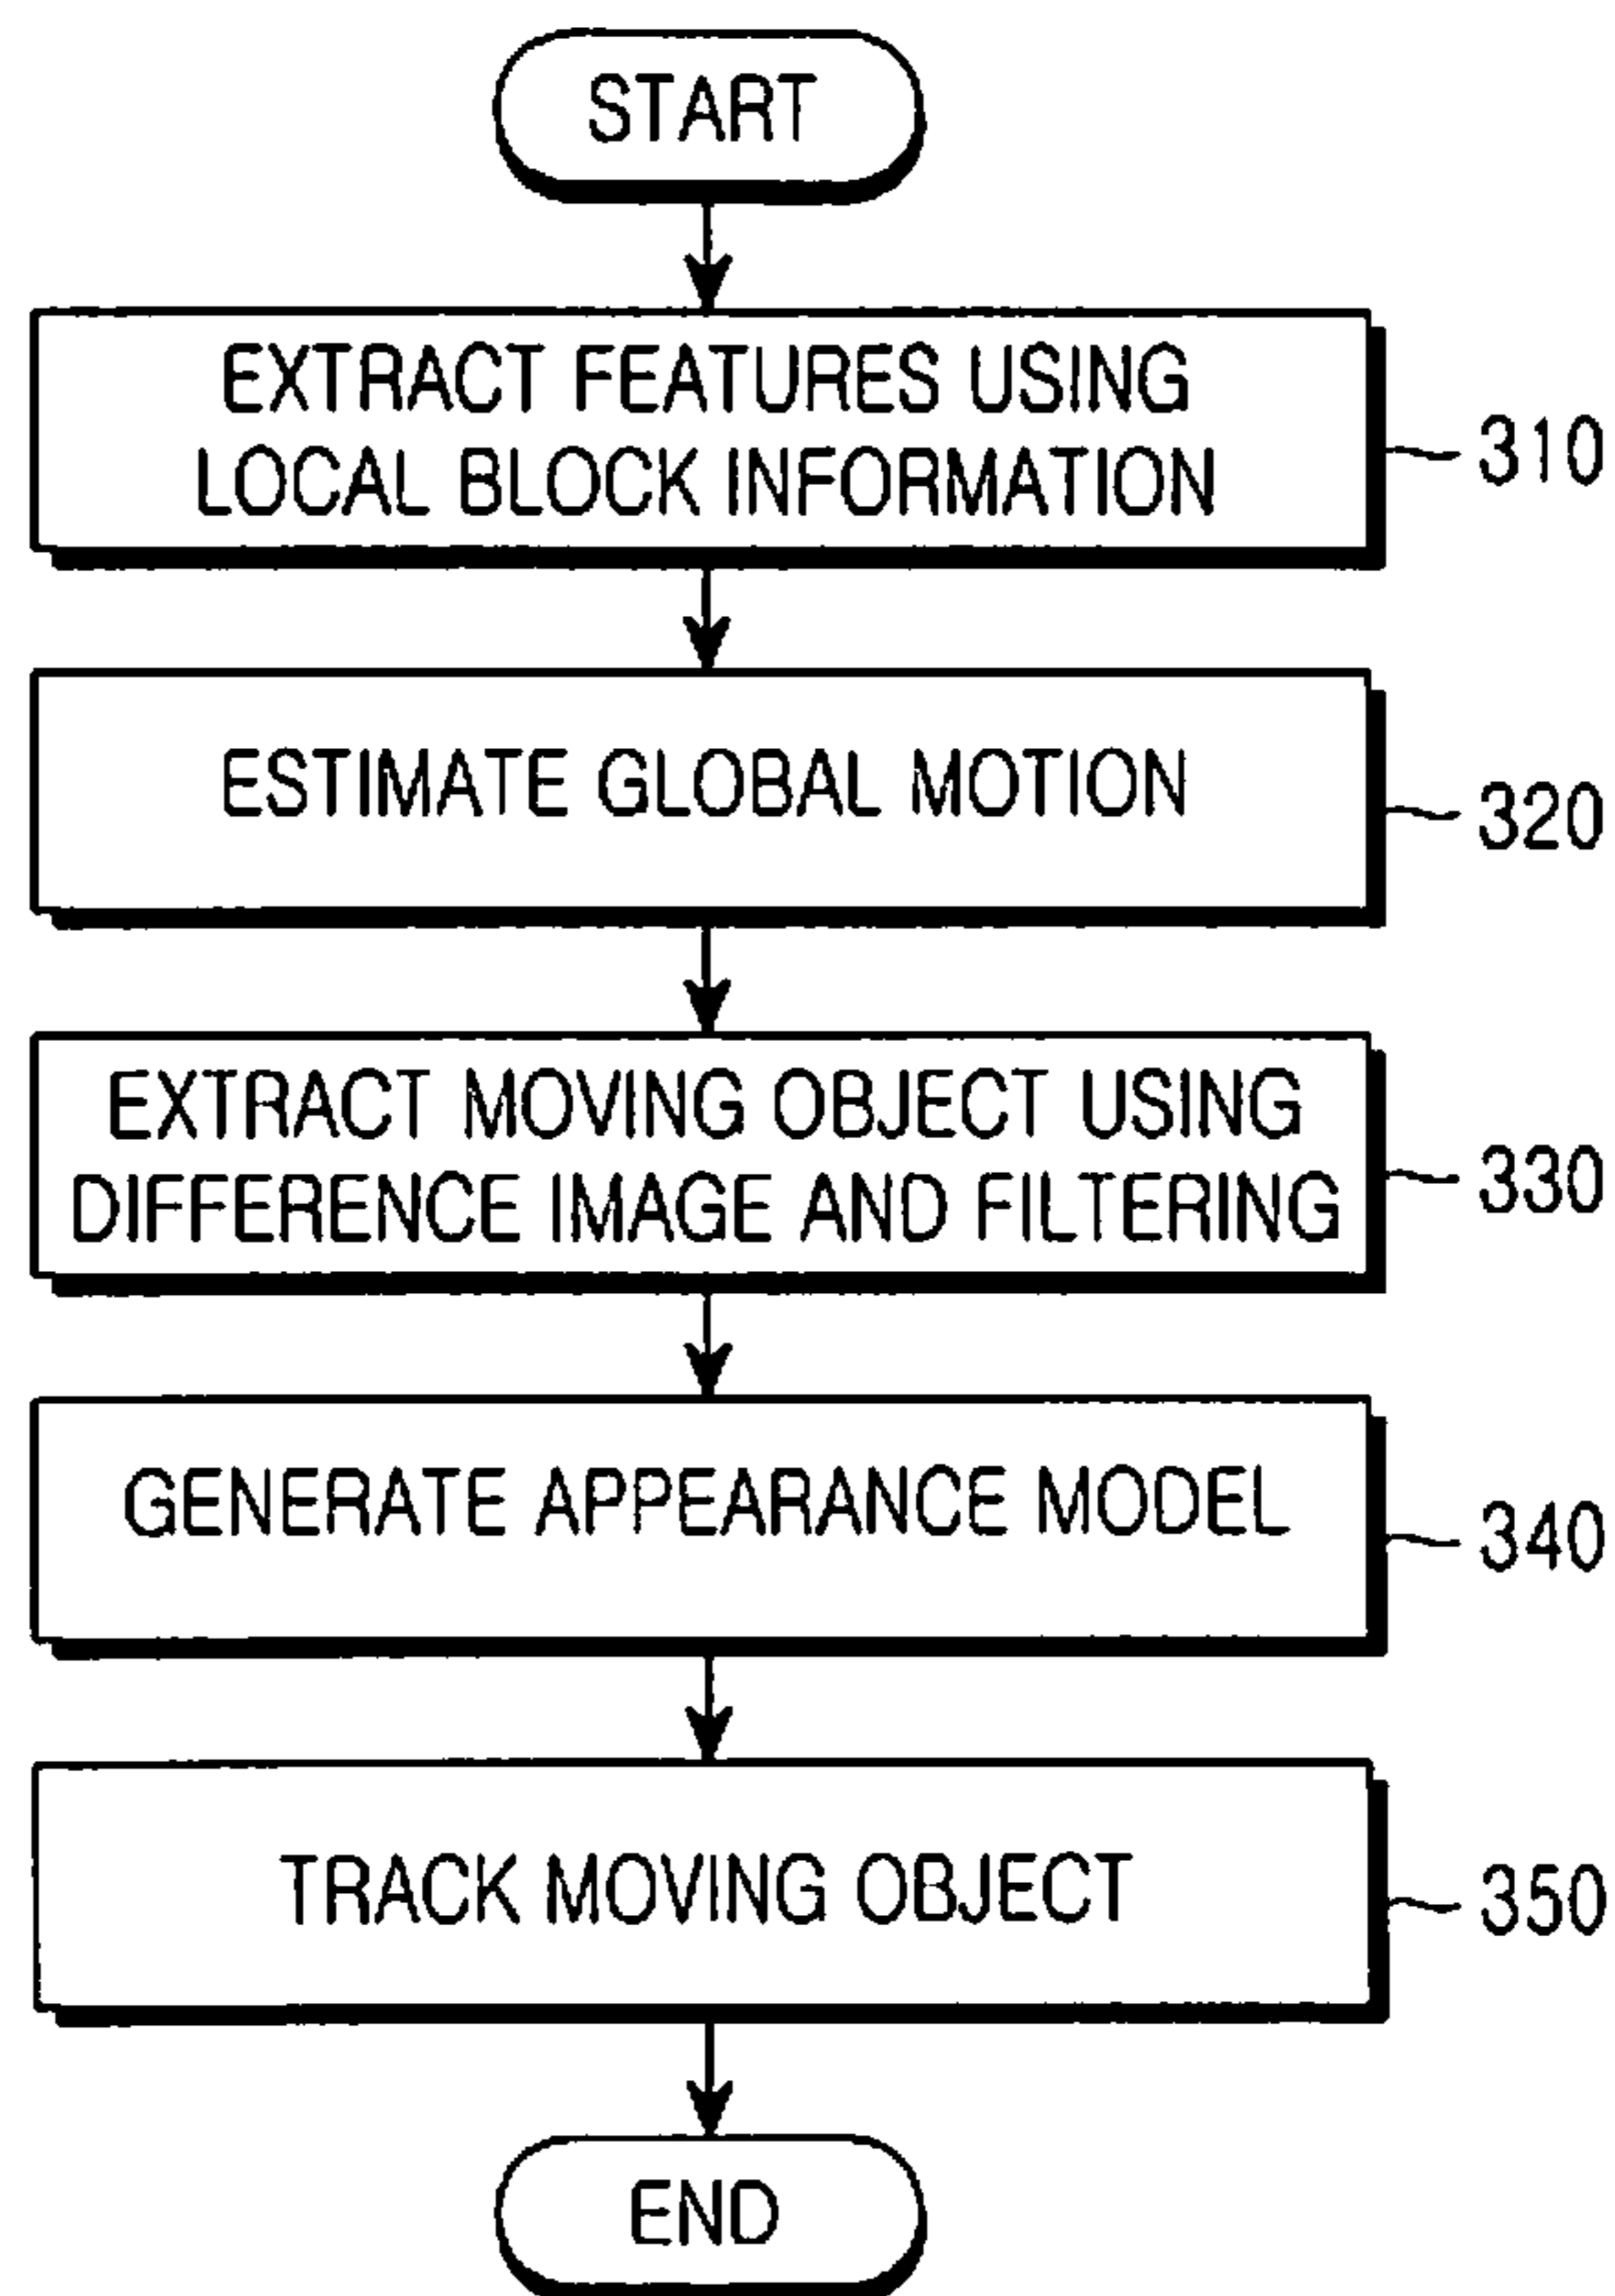 START
EXTRACT FEATURES USING
LOCAL BLOCK INFORMATION
310
ESTIMATE GLOBAL MOTION
320
EXTRACT MOVING OBJECT USING
DIFFERENCE IMAGE AND FILTERING
330
GENERATE APPEARANCE MODEL
340
TRACK MOVING OBJECT
350
END